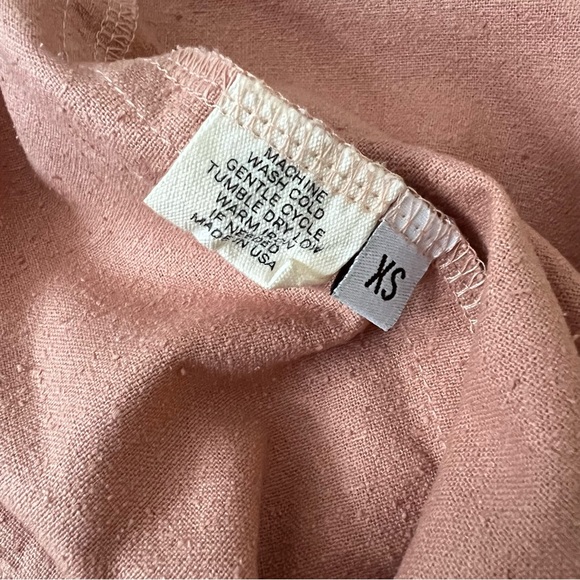 MACHINE
WASH COLD
GENTLE CYCLE
TUMBLE DRY LOW
WARM IRON
IF NEEDED
MADE IN USA
XS